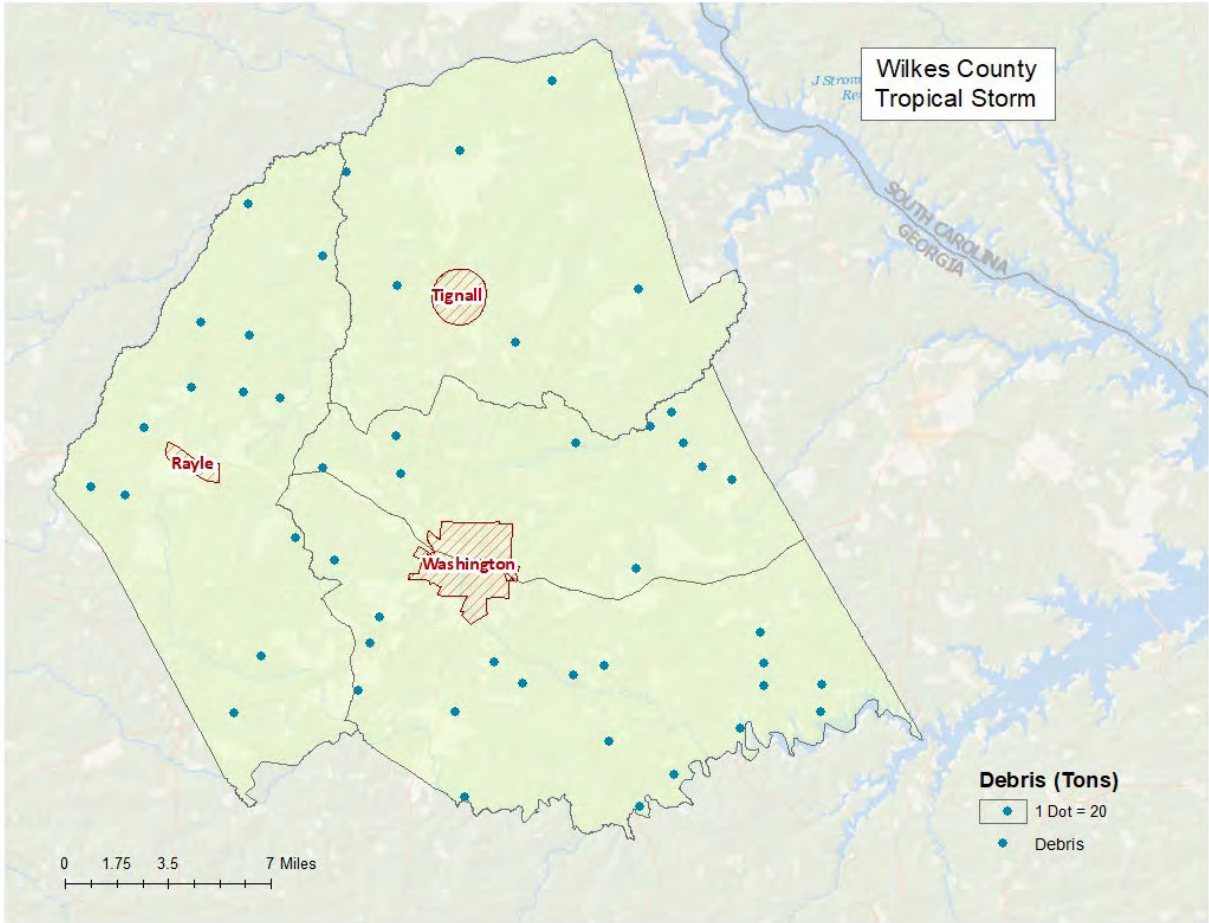 Wilkes County
Tropical Storm
J Strom
SOUTH CAROLINA
GEORGIA
Tignall
Rayle
Washington
Debris (Tons)
1 Dot = 20
Debris
0 1.75 3.5 7 Miles